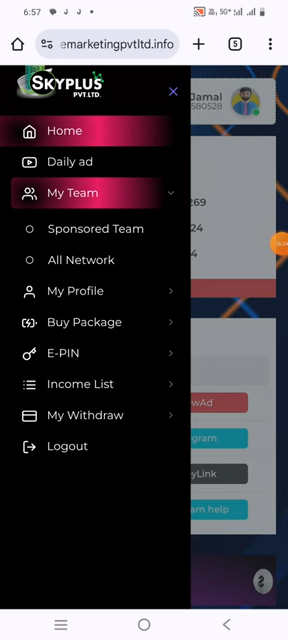 6:57
5G+
emarketingpvtltd.info
5
SKYPLUS
PVT.LTD.
Jamal
580528
Home
Daily ad
269
My Team
24
Sponsored Team
4
All Network
My Profile
Buy Package
E-PIN
Income List
wAd
My Withdraw
gram
Logout
yLink
am help